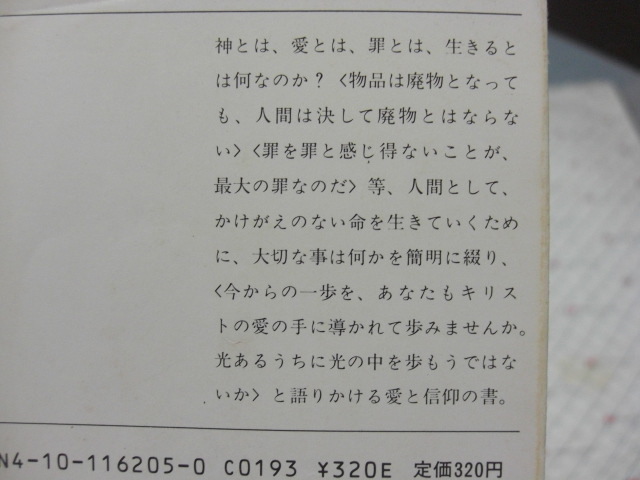 神とは、愛とは、罪とは、生きると
は何なのか？〈物品は廃物となって
も、人間は決して廃物とはならな
い〉〈罪を罪と感じ得ないことが、
最大の罪なのだ〉等、人間として、
かけがえのない命を生きていくため
に、大切な事は何かを簡明に綴り、
〈今からの一歩を、あなたもキリス
トの愛の手に導かれて歩みませんか。
光あるうちに光の中を歩もうではな
いか〉と語りかける愛と信仰の書。
N4-10-116205-0 C0193 ¥320E 定価320円